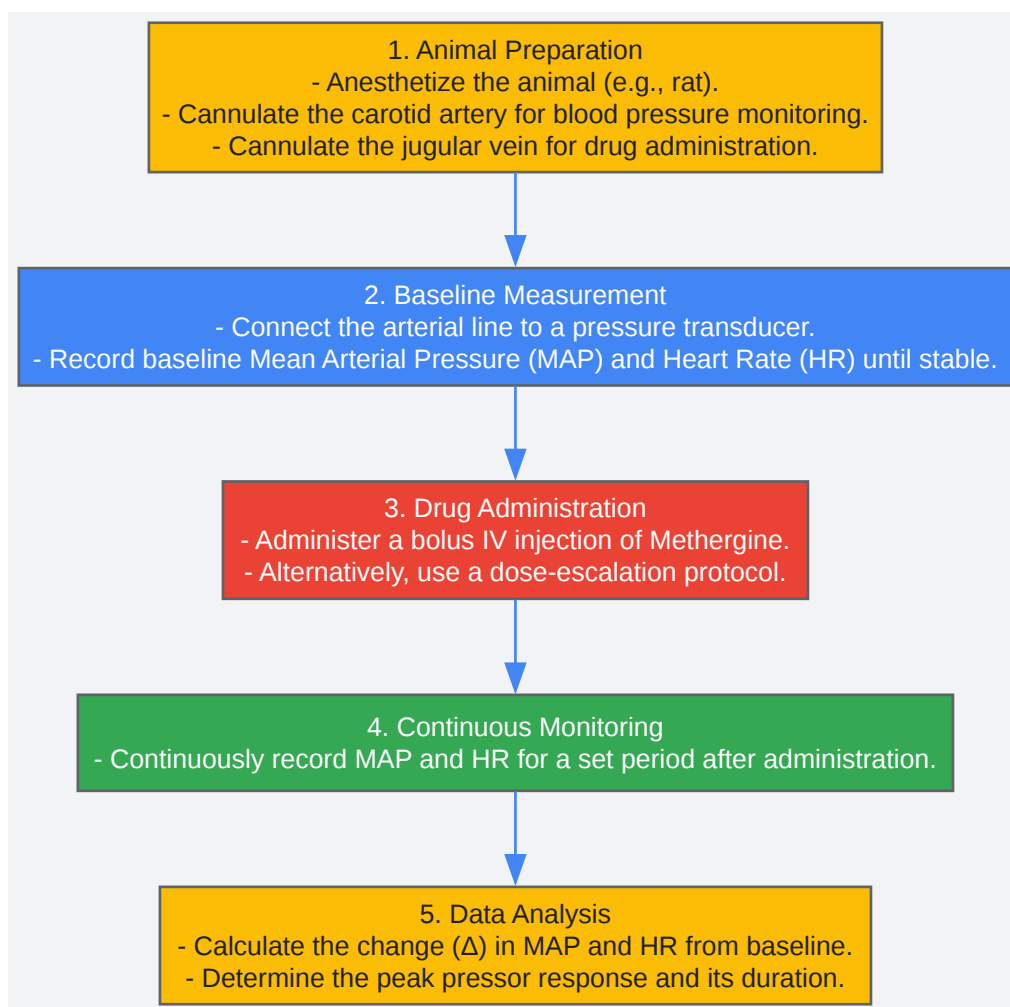 1. Animal Preparation
- Anesthetize the animal (e.g., rat).
- Cannulate the carotid artery for blood pressure monitoring.
- Cannulate the jugular vein for drug administration.
2. Baseline Measurement
- Connect the arterial line to a pressure transducer.
- Record baseline Mean Arterial Pressure (MAP) and Heart Rate (HR) until stable.
3. Drug Administration
- Administer a bolus IV injection of Methergine.
- Alternatively, use a dose-escalation protocol.
4. Continuous Monitoring
- Continuously record MAP and HR for a set period after administration.
5. Data Analysis
- Calculate the change (Δ) in MAP and HR from baseline.
- Determine the peak pressor response and its duration.